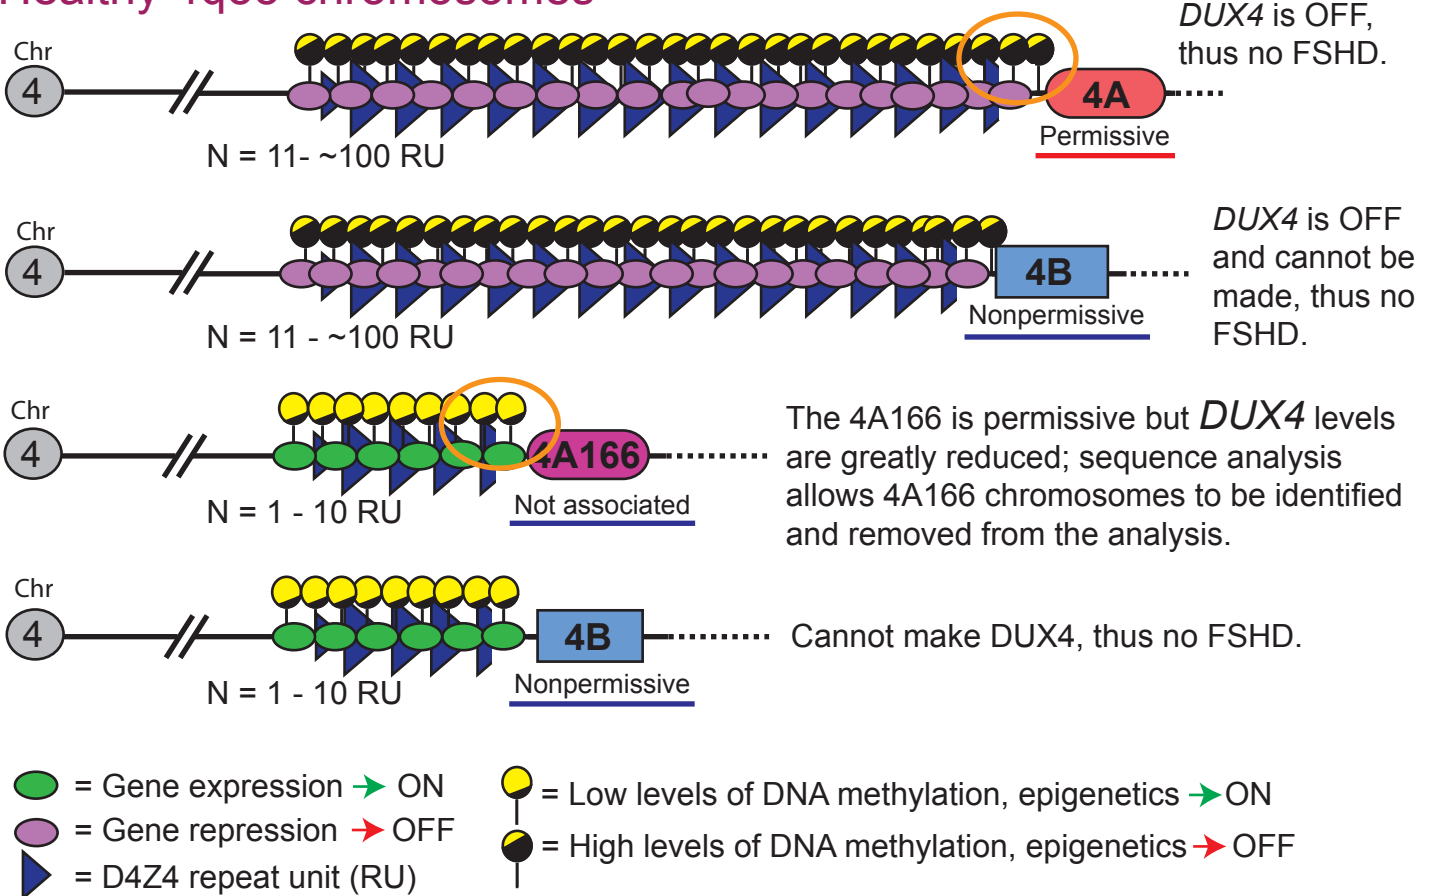 Healthy 4q35 chromosomes
DUX4 is OFF,
thus no FSHD.
Chr
4
4A
Permissive
N = 11- ~100 RU
Chr
4
4B
Nonpermissive
N = 11 - ~100 RU
DUX4 is OFF
and cannot be
made, thus no
FSHD.
Chr
4
4A166
Not associated
N = 1 - 10 RU
The 4A166 is permissive but DUX4 levels
are greatly reduced; sequence analysis
allows 4A166 chromosomes to be identified
and removed from the analysis.
Chr
4
4B
Nonpermissive
N = 1 - 10 RU
Cannot make DUX4, thus no FSHD.
= Gene expression → ON
= Gene repression → OFF
= D4Z4 repeat unit (RU)
= Low levels of DNA methylation, epigenetics → ON
= High levels of DNA methylation, epigenetics → OFF